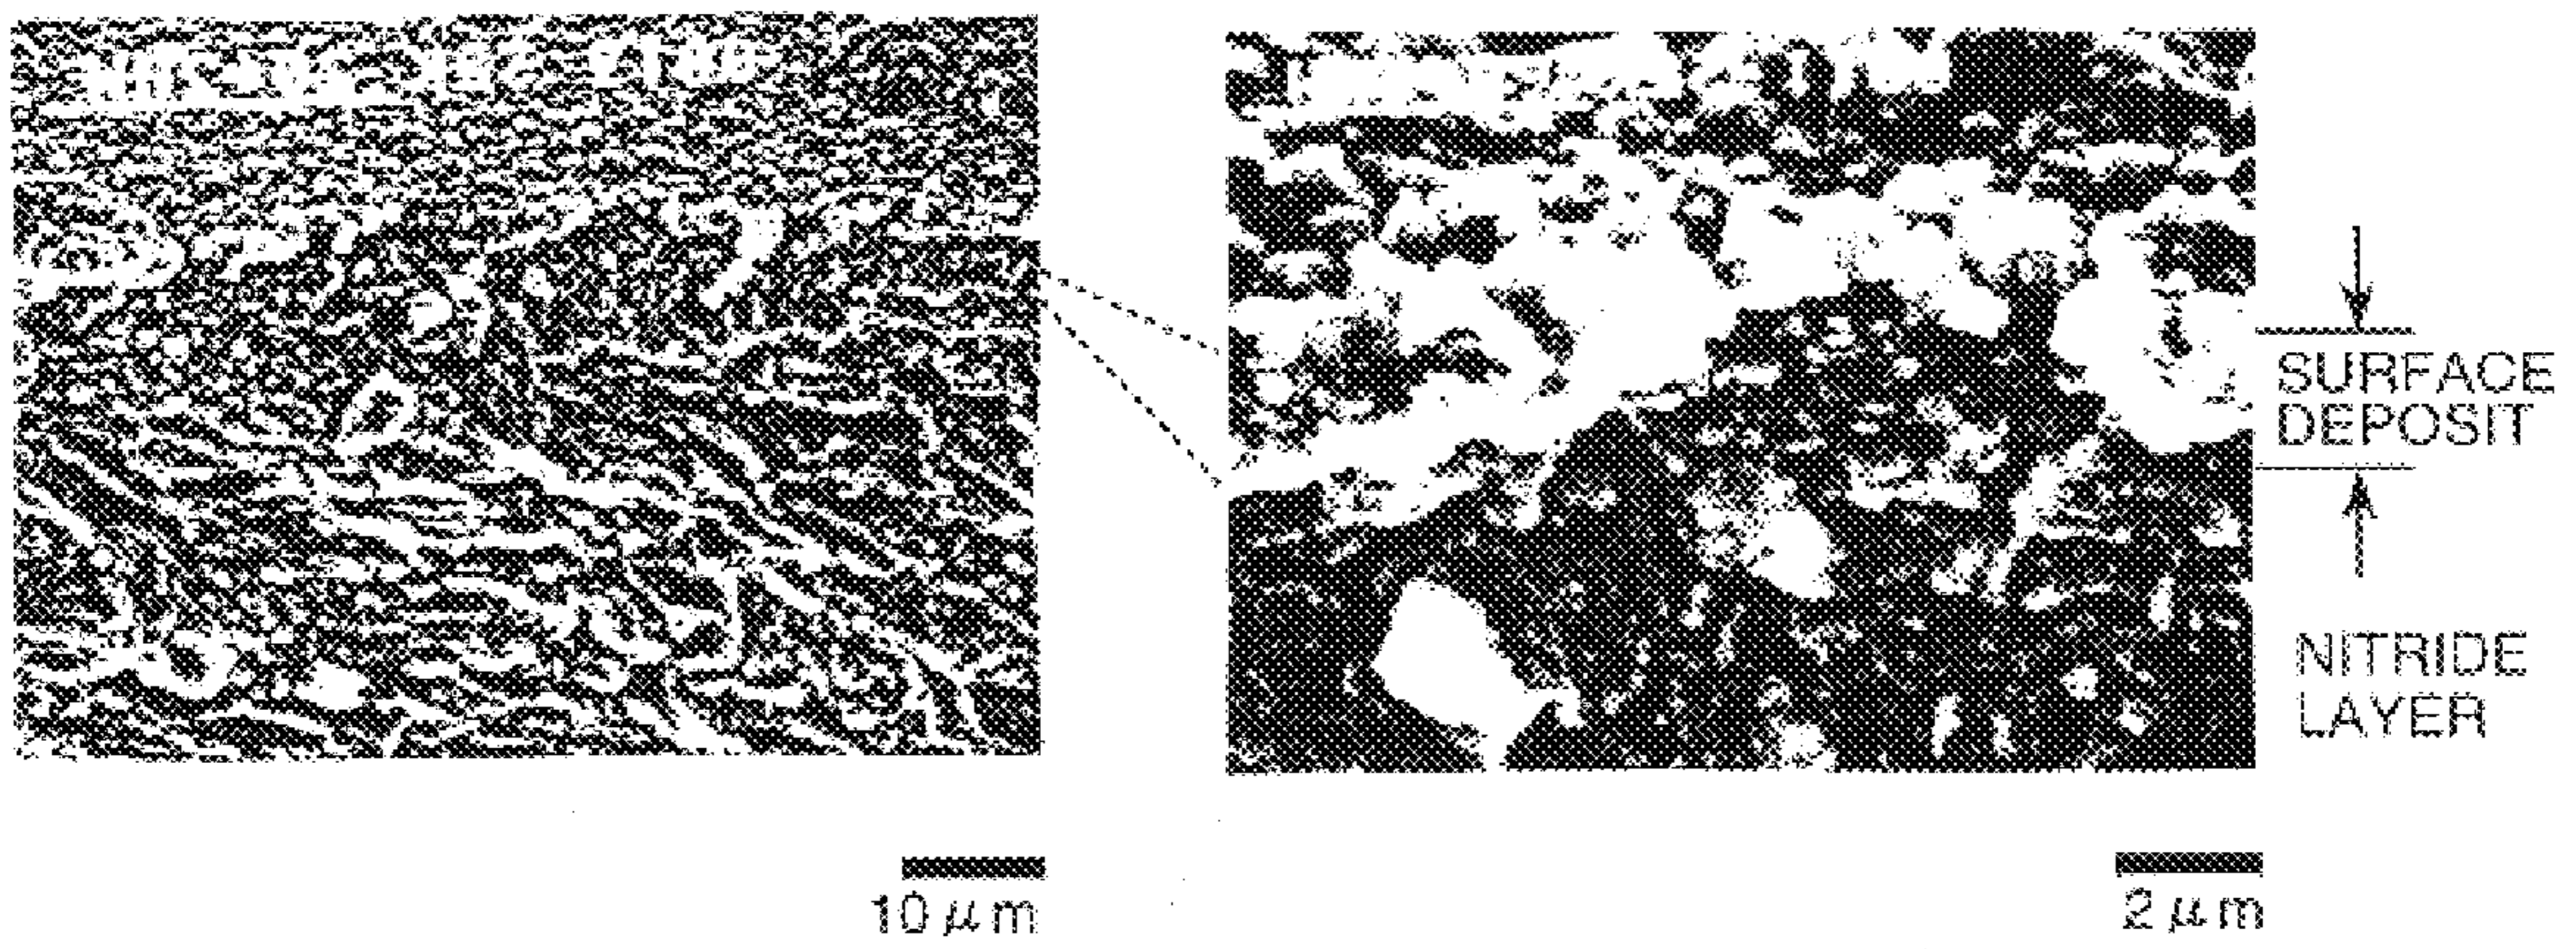 SURFACE
DEPOSIT
NITRIDE
LAYER
10 μm
2 μm